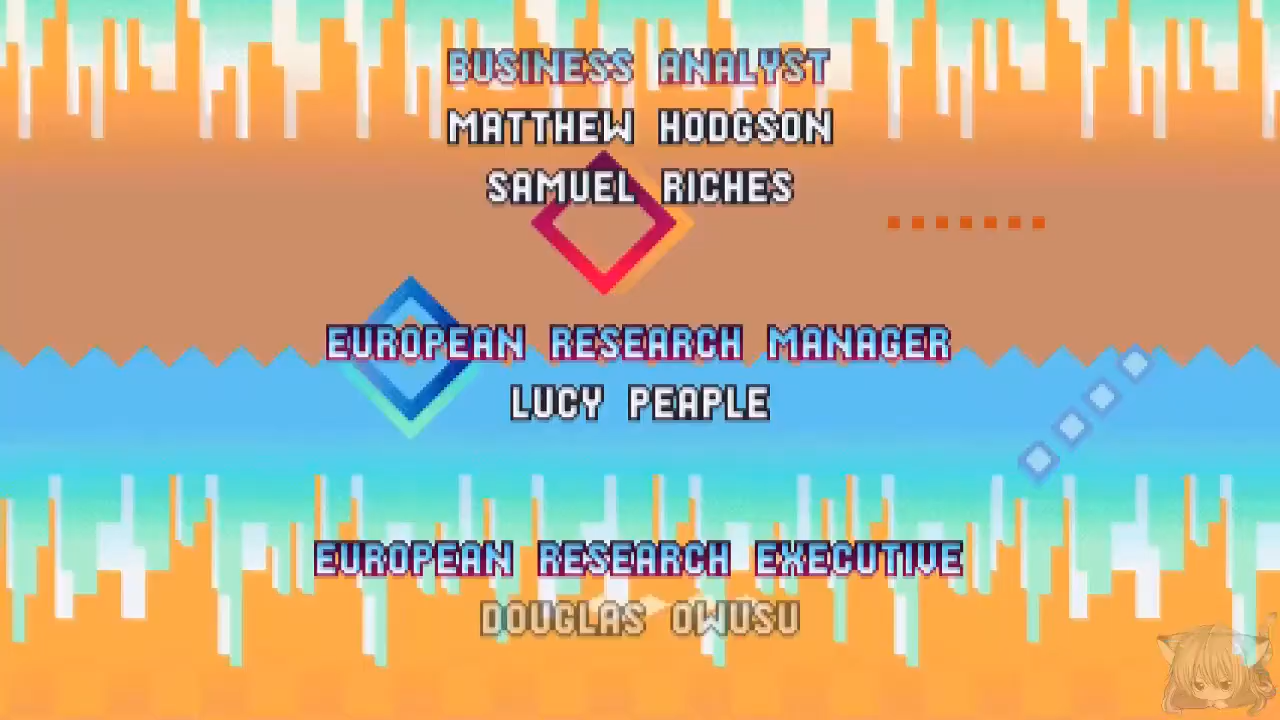 BUSINESS ANALYST
MATTHEW HODGSON
SAMUEL RICHES
EUROPEAN RESEARCH MANAGER
LUCY PEAPLE
EUROPEAN RESEARCH EXECUTIVE
DOUGLAS OWUSU